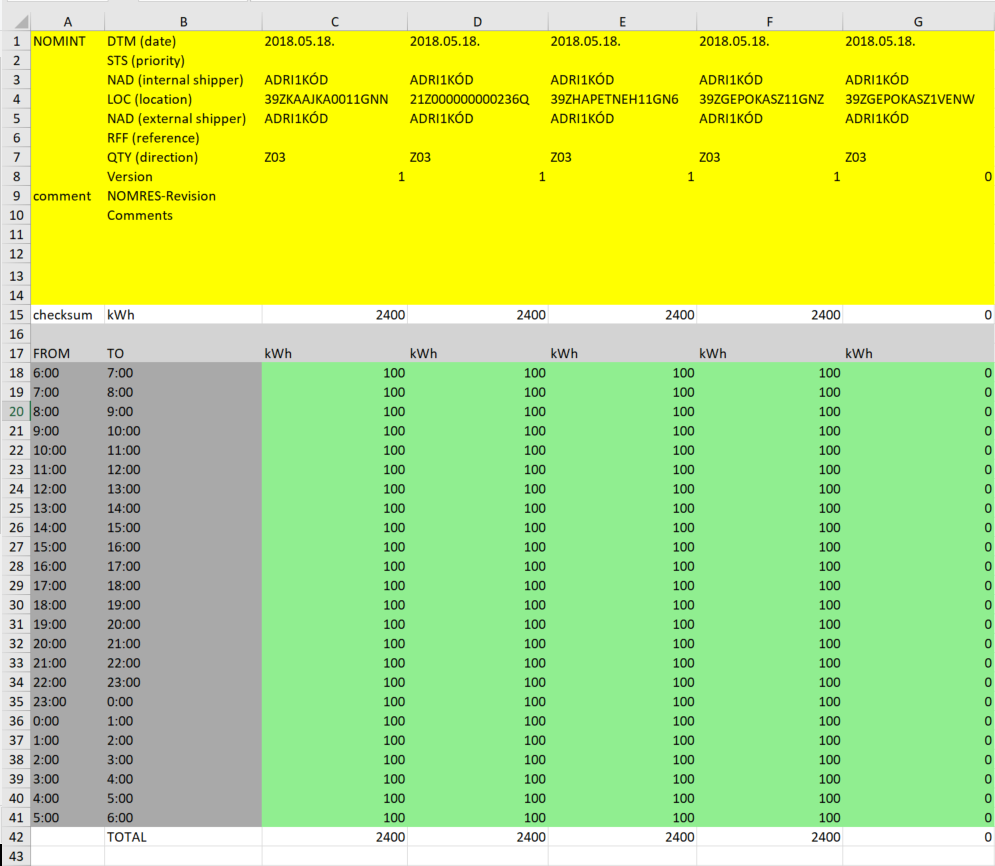 A B C D E F G
1 NOMINT DTM (date) 2018.05.18. 2018.05.18. 2018.05.18. 2018.05.18. 2018.05.18.
2 STS (priority)
3 NAD (internal shipper) ADRI1KÓD ADRI1KÓD ADRI1KÓD ADRI1KÓD ADRI1KÓD
4 LOC (location) 39ZKAAJKA0011GNN 21Z000000000236Q 39ZHAPETNEH11GN6 39ZGEPOKASZ11GNZ 39ZGEPOKASZ1VENW
5 NAD (external shipper) ADRI1KÓD ADRI1KÓD ADRI1KÓD ADRI1KÓD ADRI1KÓD
6 RFF (reference)
7 QTY (direction) Z03 Z03 Z03 Z03 Z03
8 Version 1 1 1 1 0
9 comment NOMRES-Revision
10 Comments
11
12
13
14
15 checksum kWh 2400 2400 2400 2400 0
16
17 FROM TO kWh kWh kWh kWh kWh
18 6:00 7:00 100 100 100 100 0
19 7:00 8:00 100 100 100 100 0
20 8:00 9:00 100 100 100 100 0
21 9:00 10:00 100 100 100 100 0
22 10:00 11:00 100 100 100 100 0
23 11:00 12:00 100 100 100 100 0
24 12:00 13:00 100 100 100 100 0
25 13:00 14:00 100 100 100 100 0
26 14:00 15:00 100 100 100 100 0
27 15:00 16:00 100 100 100 100 0
28 16:00 17:00 100 100 100 100 0
29 17:00 18:00 100 100 100 100 0
30 18:00 19:00 100 100 100 100 0
31 19:00 20:00 100 100 100 100 0
32 20:00 21:00 100 100 100 100 0
33 21:00 22:00 100 100 100 100 0
34 22:00 23:00 100 100 100 100 0
35 23:00 0:00 100 100 100 100 0
36 0:00 1:00 100 100 100 100 0
37 1:00 2:00 100 100 100 100 0
38 2:00 3:00 100 100 100 100 0
39 3:00 4:00 100 100 100 100 0
40 4:00 5:00 100 100 100 100 0
41 5:00 6:00 100 100 100 100 0
42 TOTAL 2400 2400 2400 2400 0
43